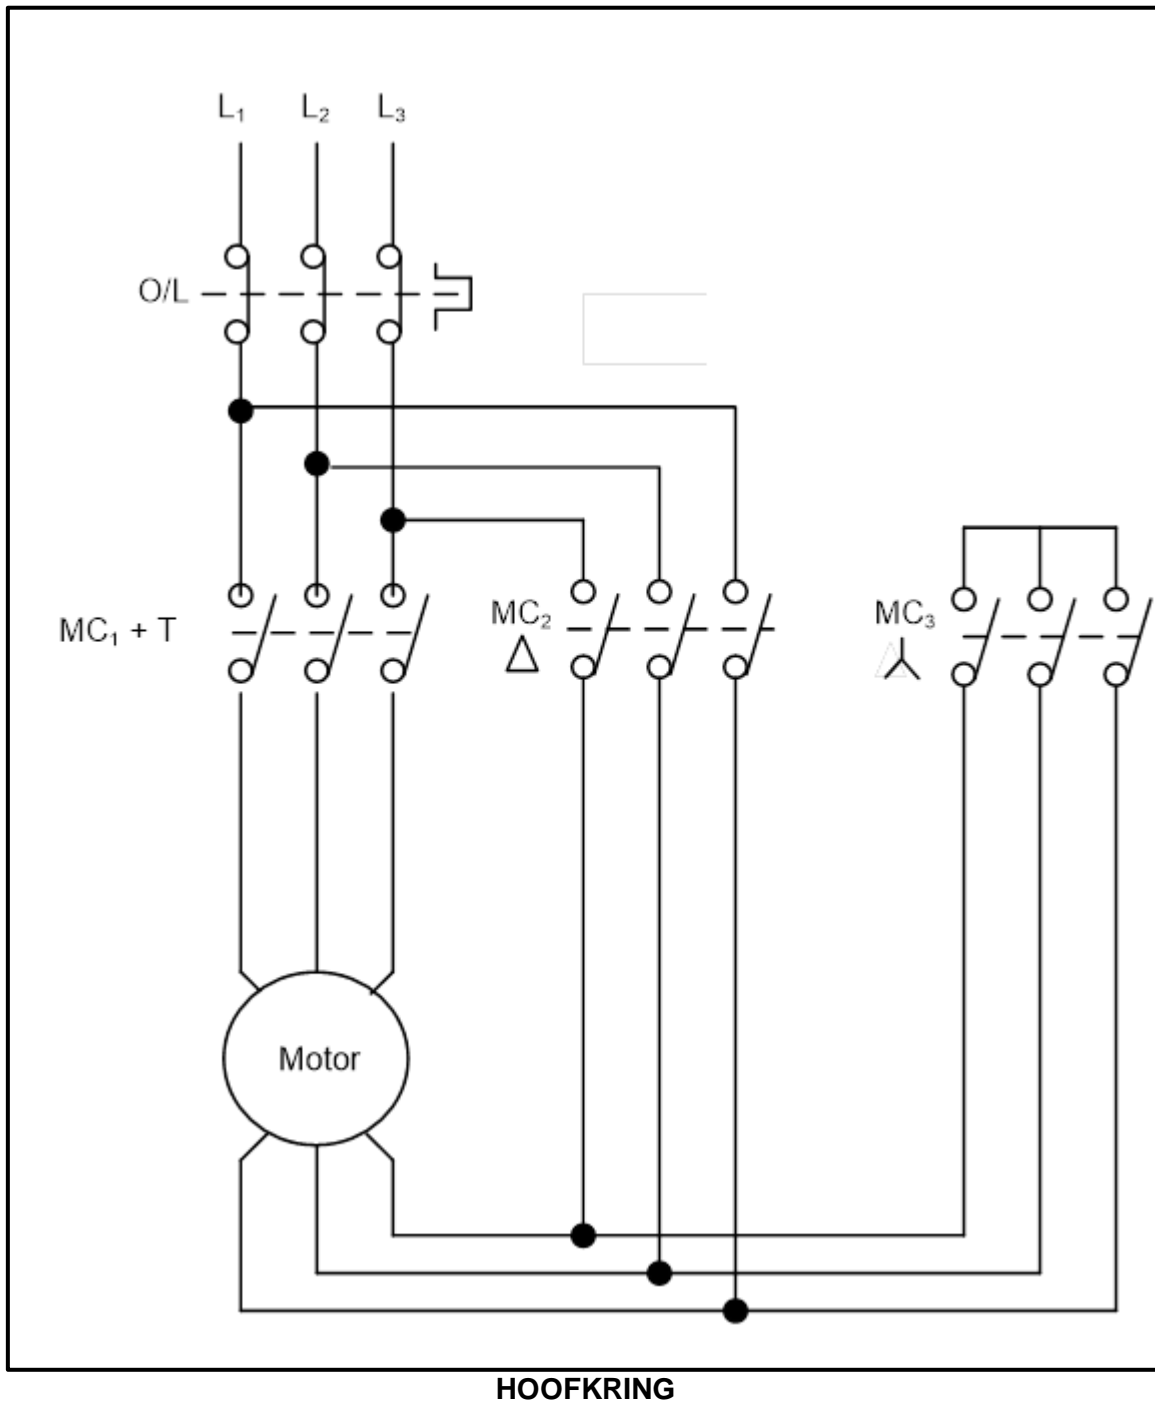 L₁ L₂ L₃
O/L
MC₁ + T
MC₂
MC₃
Motor
HOOFKRING